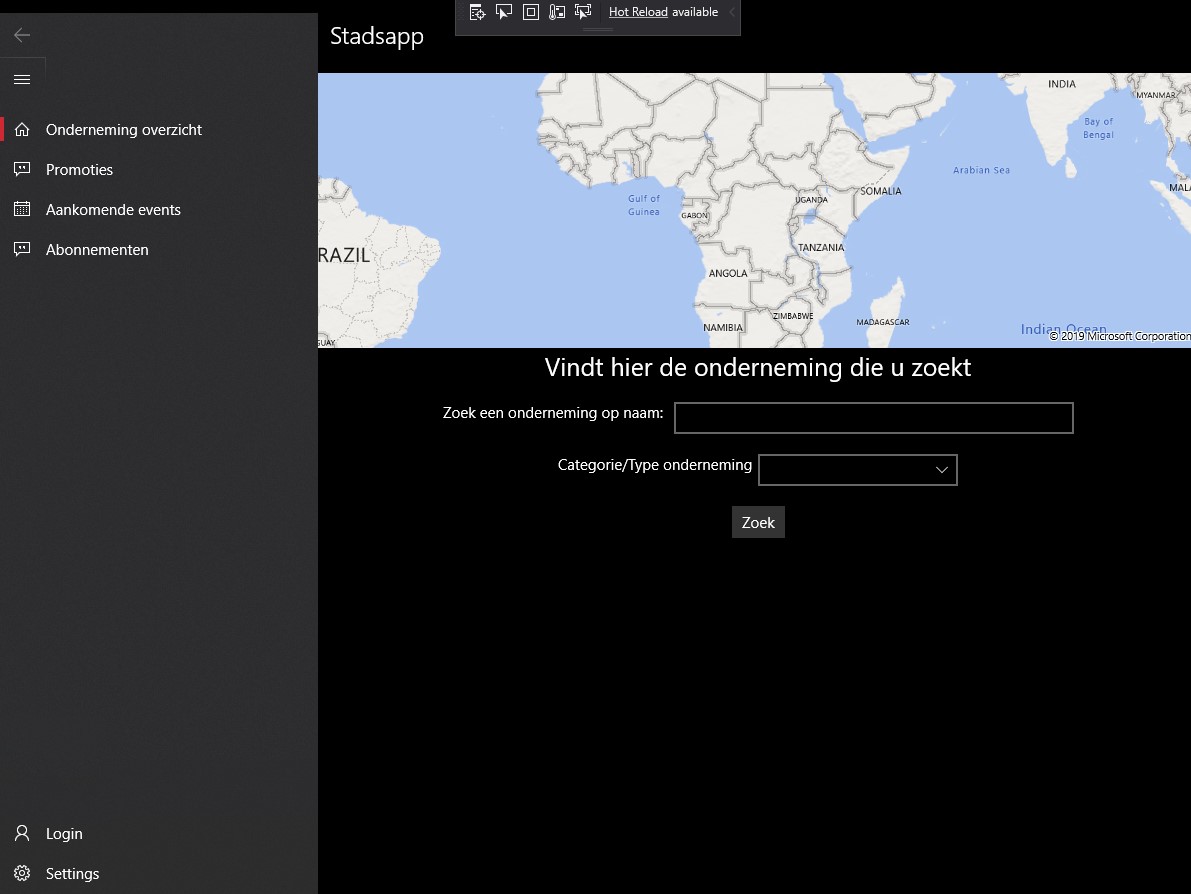 Hot Reload available
Stadsapp
Onderneming overzicht
Promoties
Aankomende events
Abonnementen
Login
Settings
INDIA
MYANMAR
Bay of
Bengal
Arabian Sea
SOMALIA
MALA
Gulf of
Guinea
GABON
UGANDA
TANZANIA
RAZIL
ANGOLA
ZIMBABWE
MADAGASCAR
NAMIBIA
GUAY
Indian Ocean
© 2019 Microsoft Corporation
Vindt hier de onderneming die u zoekt
Zoek een onderneming op naam:
Categorie/Type onderneming
Zoek